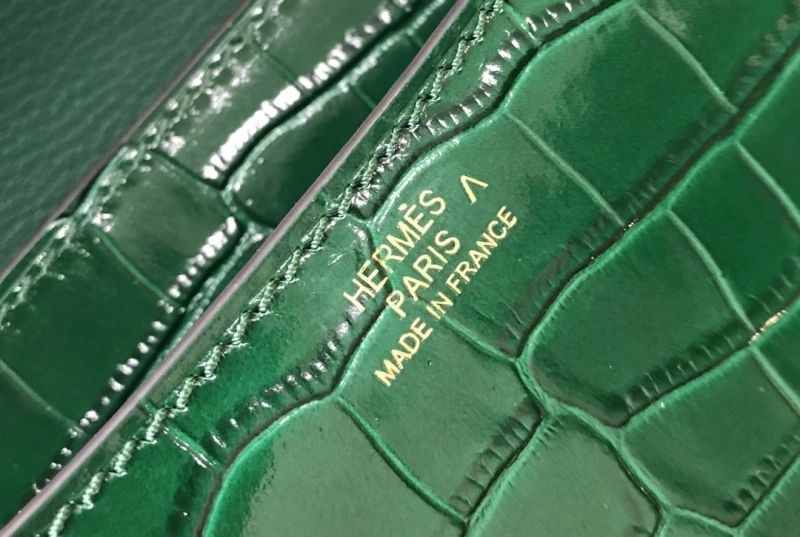 HERMÈS Λ
PARIS
MADE IN FRANCE